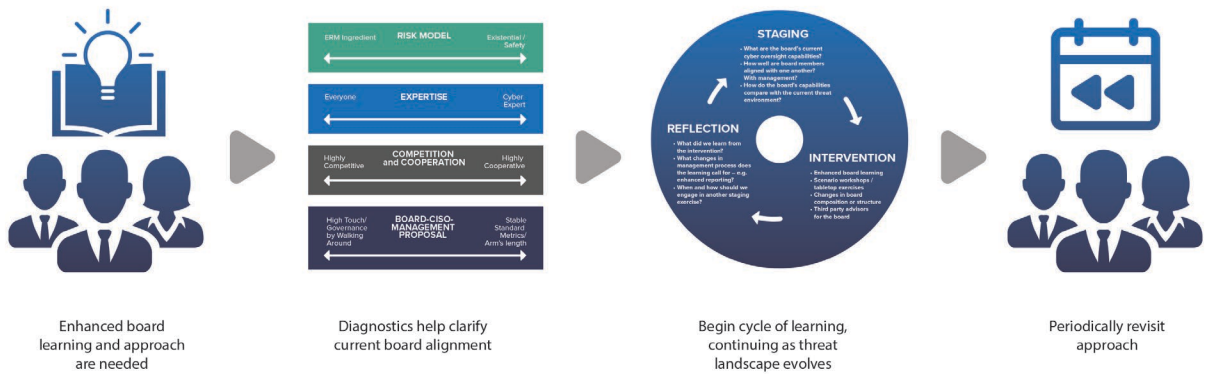 RISK MODEL
ERM Ingredient
Existential /
Safety
EXPERTISE
Everyone
Cyber
Expert
COMPETITION
and COOPERATION
Highly
Competitive
Highly
Cooperative
BOARD-CISO-
MANAGEMENT
PROPOSAL
High Touch/
Governance
by Walking
Around
Stable
Standard
Metrics/
Arm's length
STAGING
• What are the board's current
cyber oversight capabilities?
• How well are board members
aligned with one another?
With management?
• How do the board's capabilities
compare with the current threat
environment?
INTERVENTION
• Enhanced board learning
• Scenario workshops /
tabletop exercises
• Changes in board
composition or structure
• Third party advisors
for the board
REFLECTION
• What did we learn from
the intervention?
• What changes in
management process does
the learning call for – e.g.
enhanced reporting?
• When and how should we
engage in another staging
exercise?
Enhanced board
learning and approach
are needed
Diagnostics help clarify
current board alignment
Begin cycle of learning,
continuing as threat
landscape evolves
Periodically revisit
approach